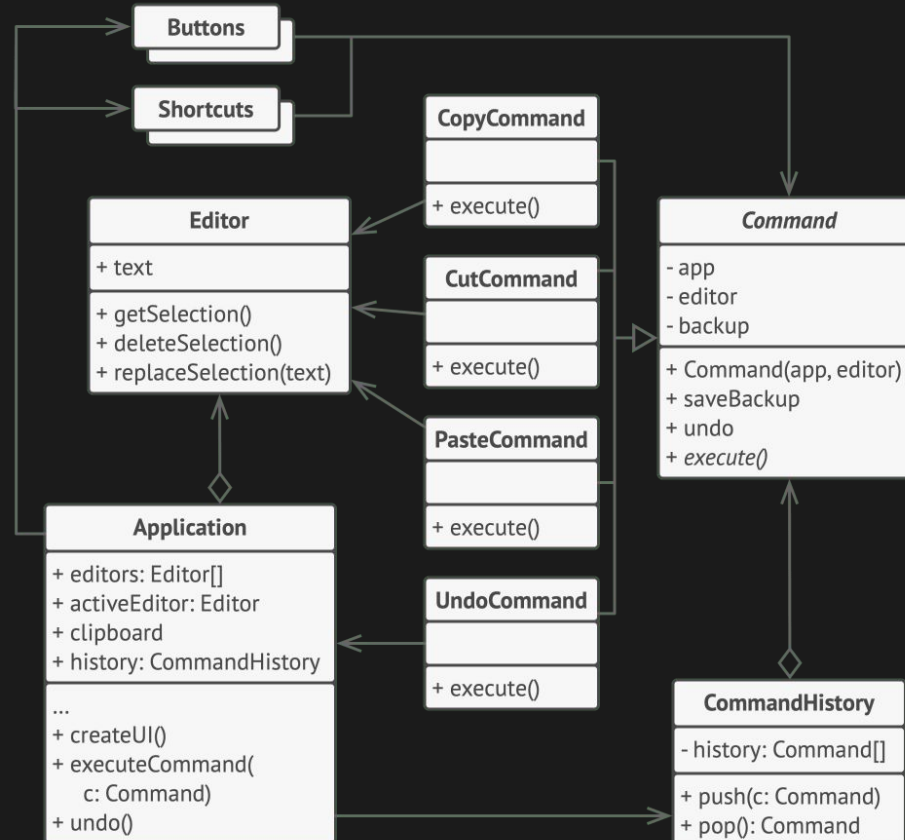 Buttons
Shortcuts
CopyCommand
+ execute()
Editor
+ text
+ getSelection()
+ deleteSelection()
+ replaceSelection(text)
CutCommand
+ execute()
PasteCommand
+ execute()
Command
- app
- editor
- backup
+ Command(app, editor)
+ saveBackup
+ undo
+ execute()
Application
+ editors: Editor[]
+ activeEditor: Editor
+ clipboard
+ history: CommandHistory
...
+ createUI()
+ executeCommand(
c: Command)
+ undo()
UndoCommand
+ execute()
CommandHistory
- history: Command[]
+ push(c: Command)
+ pop(): Command